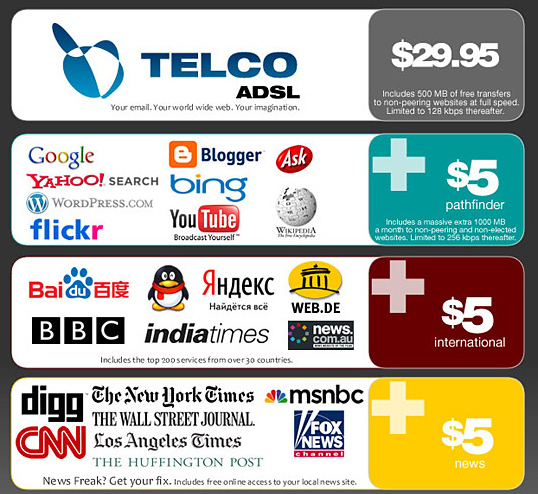 TELCO
ADSL
Your email. Your world wide web. Your imagination.
$29.95
Includes 500 MB of free transfers
to non-peering websites at full speed.
Limited to 128 kbps thereafter.
Google
Blogger
Ask
YAHOO! SEARCH
bing
WORDPRESS.COM
flickr
YouTube
Broadcast Yourself™
WIKIPEDIA
The Free Encyclopedia
+
$5
pathfinder
Includes a massive extra 1000 MB
a month to non-peering and non-elected
websites. Limited to 256 kbps thereafter.
Bai du 百度
Яндекс
Найдётся всё
WEB.DE
BBC
indiatimes
news.
com.au
Includes the top 200 services from over 30 countries.
+
$5
international
digg
The New York Times
msnbc
THE WALL STREET JOURNAL.
CNN
Los Angeles Times
FOX
NEWS
channel
THE HUFFINGTON POST
News Freak? Get your fix. Includes free online access to your local news site.
+
$5
news